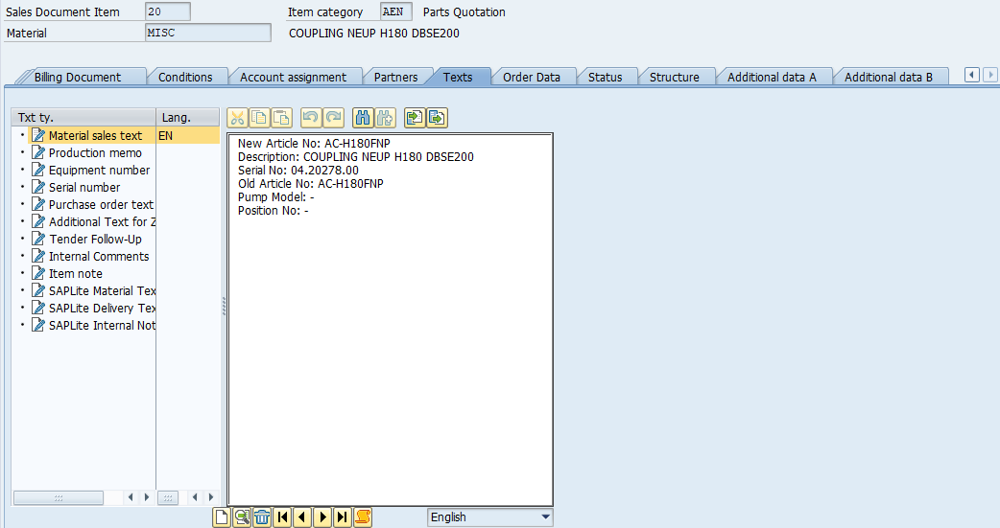 Sales Document Item 20 Item category AEN Parts Quotation
Material MISC COUPLING NEUP H180 DBSE200
Billing Document Conditions Account assignment Partners Texts Order Data Status Structure Additional data A Additional data B
Txt ty. Lang.
Material sales text EN
Production memo
Equipment number
Serial number
Purchase order text
Additional Text for Z
Tender Follow-Up
Internal Comments
Item note
SAPLite Material Tex
SAPLite Delivery Tex
SAPLite Internal Not
New Article No: AC-H180FNP
Description: COUPLING NEUP H180 DBSE200
Serial No: 04.20278.00
Old Article No: AC-H180FNP
Pump Model: -
Position No: -
English